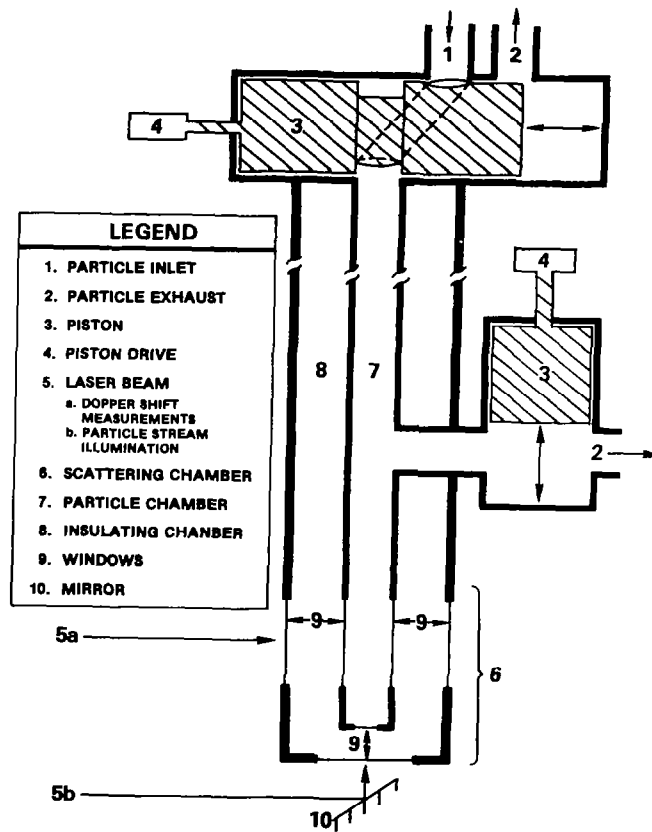 1
2
3
4
LEGEND
1. PARTICLE INLET
2. PARTICLE EXHAUST
3. PISTON
4. PISTON DRIVE
5. LASER BEAM
a. DOPPER SHIFT
MEASUREMENTS
b. PARTICLE STREAM
ILLUMINATION
6. SCATTERING CHAMBER
7. PARTICLE CHAMBER
8. INSULATING CHANBER
9. WINDOWS
10. MIRROR
4
8
7
3
2
5a
9
9
6
9
5b
10